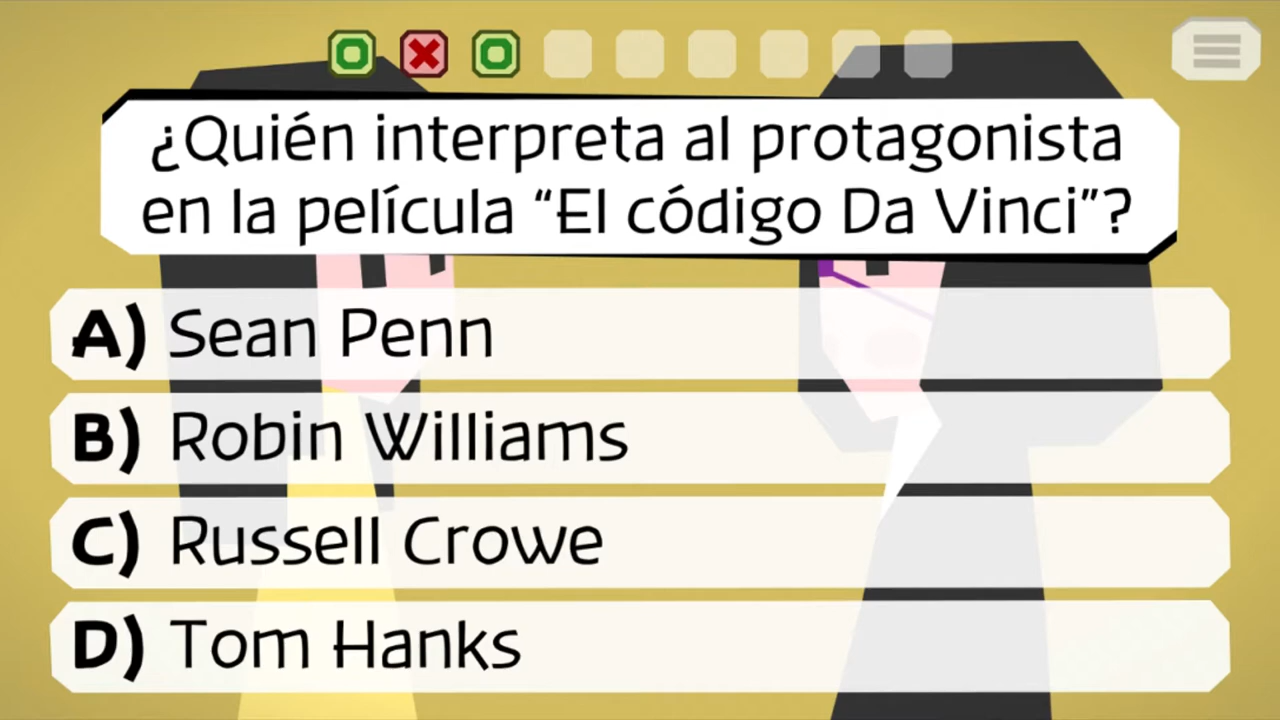 ¿Quién interpreta al protagonista
en la película “El código Da Vinci”?
A) Sean Penn
B) Robin Williams
C) Russell Crowe
D) Tom Hanks